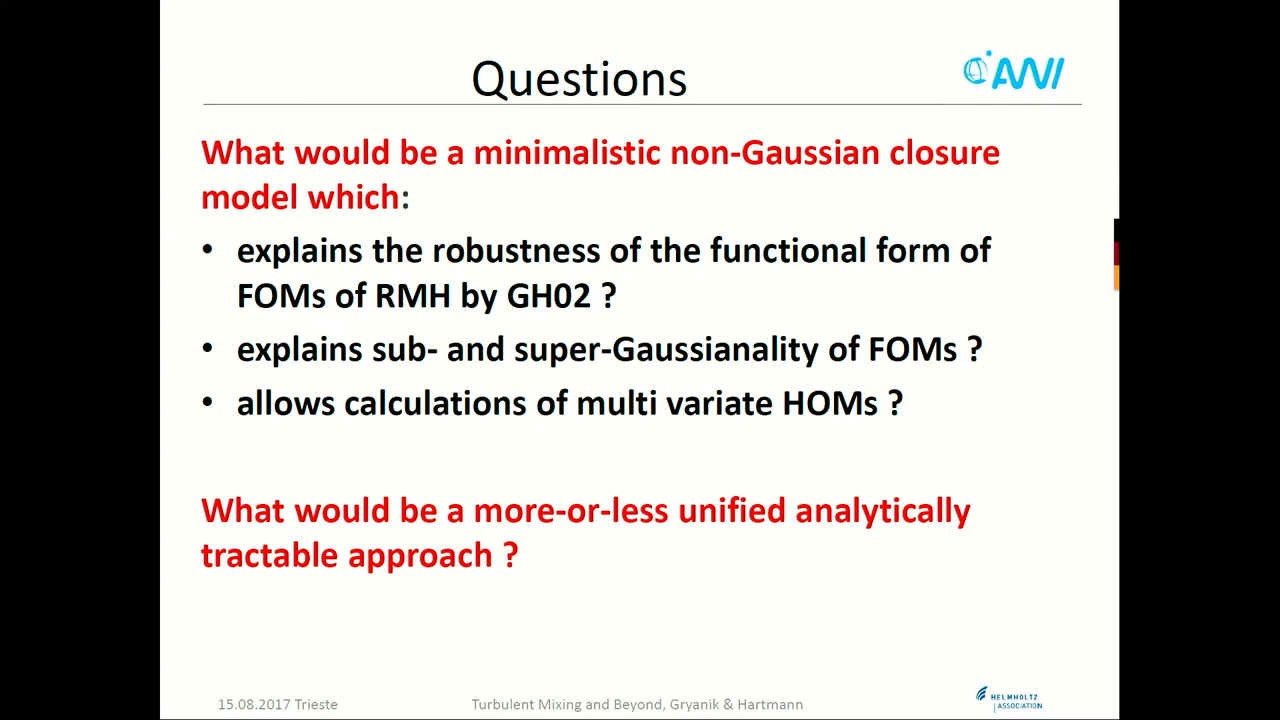 Questions
AWI
What would be a minimalistic non-Gaussian closure
model which:
• explains the robustness of the functional form of
FOMs of RMH by GH02 ?
• explains sub- and super-Gaussianality of FOMs ?
• allows calculations of multi variate HOMs ?
What would be a more-or-less unified analytically
tractable approach ?
15.08.2017 Trieste
Turbulent Mixing and Beyond, Gryanik & Hartmann
HELMHOLTZ
ASSOCIATION